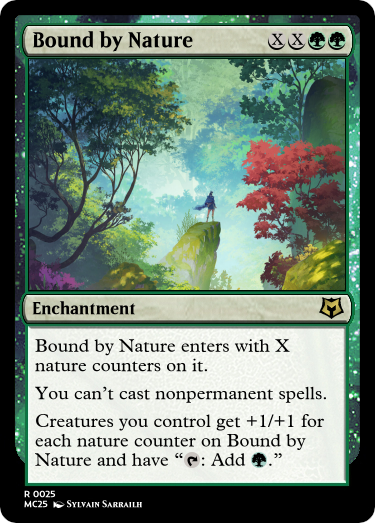 Bound by Nature XX
Enchantment
Bound by Nature enters with X
nature counters on it.
You can't cast nonpermanent spells.
Creatures you control get +1/+1 for
each nature counter on Bound by
Nature and have “: Add .”
R 0025
MC25 Sylvain Sarrailh